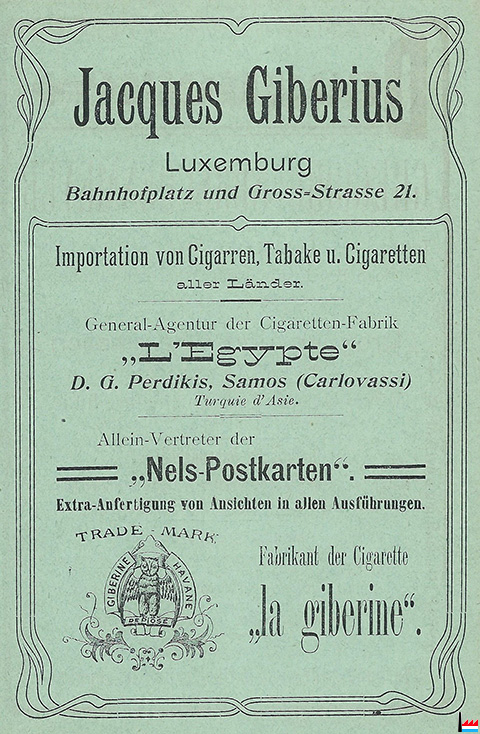 Jacques Giberius
Luxemburg
Bahnhofplatz und Gross-Strasse 21.
Importation von Cigarren, Tabake u. Cigaretten
aller Länder.
General-Agentur der Cigaretten-Fabrik
„L'Egypte“
D. G. Perdikis, Samos (Carlovassi)
Turquie d'Asie.
Allein-Vertreter der
„Nels-Postkarten“.
Extra-Anfertigung von Ansichten in allen Ausführungen.
TRADE - MARK
GIBERINE HAVANE
DEPIOSE
Fabrikant der Cigarette
„la giberine“.